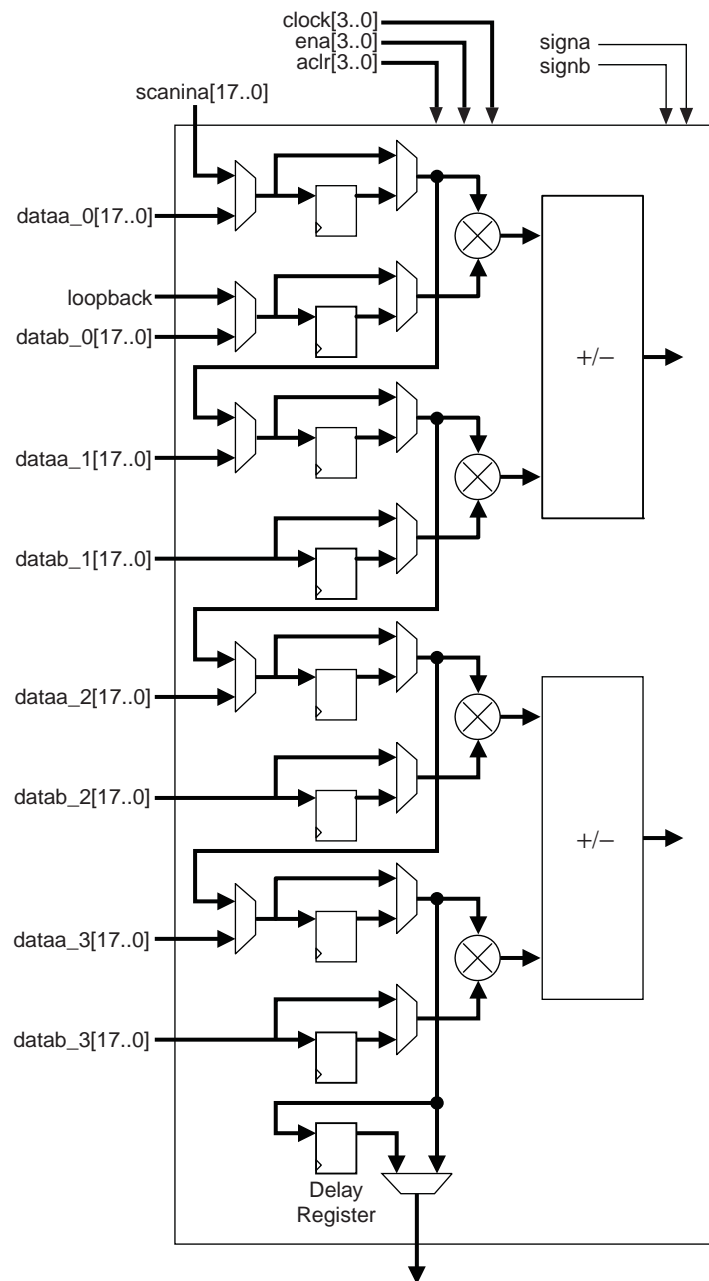 clock[3..0]
ena[3..0]
aclr[3..0]
signa
signb
scanina[17..0]
dataa_0[17..0]
loopback
datab_0[17..0]
+/−
dataa_1[17..0]
datab_1[17..0]
dataa_2[17..0]
datab_2[17..0]
+/−
dataa_3[17..0]
datab_3[17..0]
Delay
Register